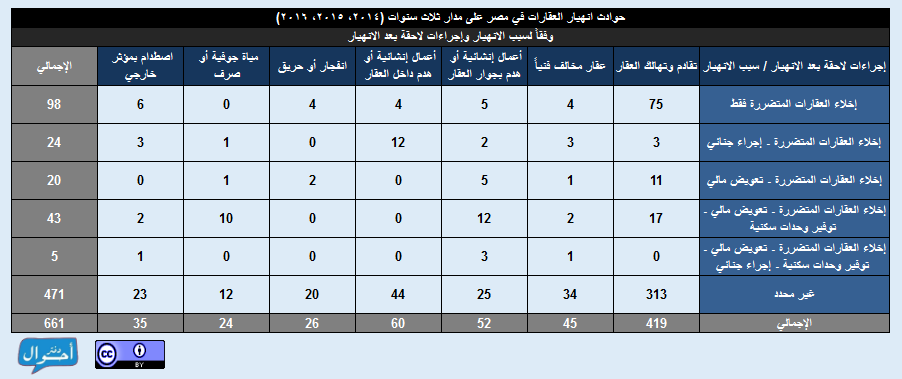 حوادث انهيار العقارات في مصر على مدار ثلاث سنوات (٢٠١٤، ٢٠١٥، ٢٠١٦)
وفقاً لسبب الانهيار وإجراءات لاحقة بعد الانهيار
إجراءات لاحقة بعد الانهيار / سبب الانهيار تقادم وتهالك العقار عقار مخالف فنياً أعمال إنشائية أو هدم بجوار العقار أعمال إنشائية أو هدم داخل العقار انفجار أو حريق مياة جوفية أو صرف اصطدام بمؤثر خارجي الإجمالي
إخلاء العقارات المتضررة فقط 75 4 5 4 4 0 6 98
إخلاء العقارات المتضررة - إجراء جنائي 3 3 2 12 0 1 3 24
إخلاء العقارات المتضررة - تعويض مالي 11 1 5 0 2 1 0 20
إخلاء العقارات المتضررة - تعويض مالي -
توفير وحدات سكنية 17 2 12 0 0 10 2 43
إخلاء العقارات المتضررة - تعويض مالي -
توفير وحدات سكنية - إجراء جنائي 0 1 3 0 0 0 1 5
غير محدد 313 34 25 44 20 12 23 471
الإجمالي 419 45 52 60 26 24 35 661
دفتر أحوال
cc BY